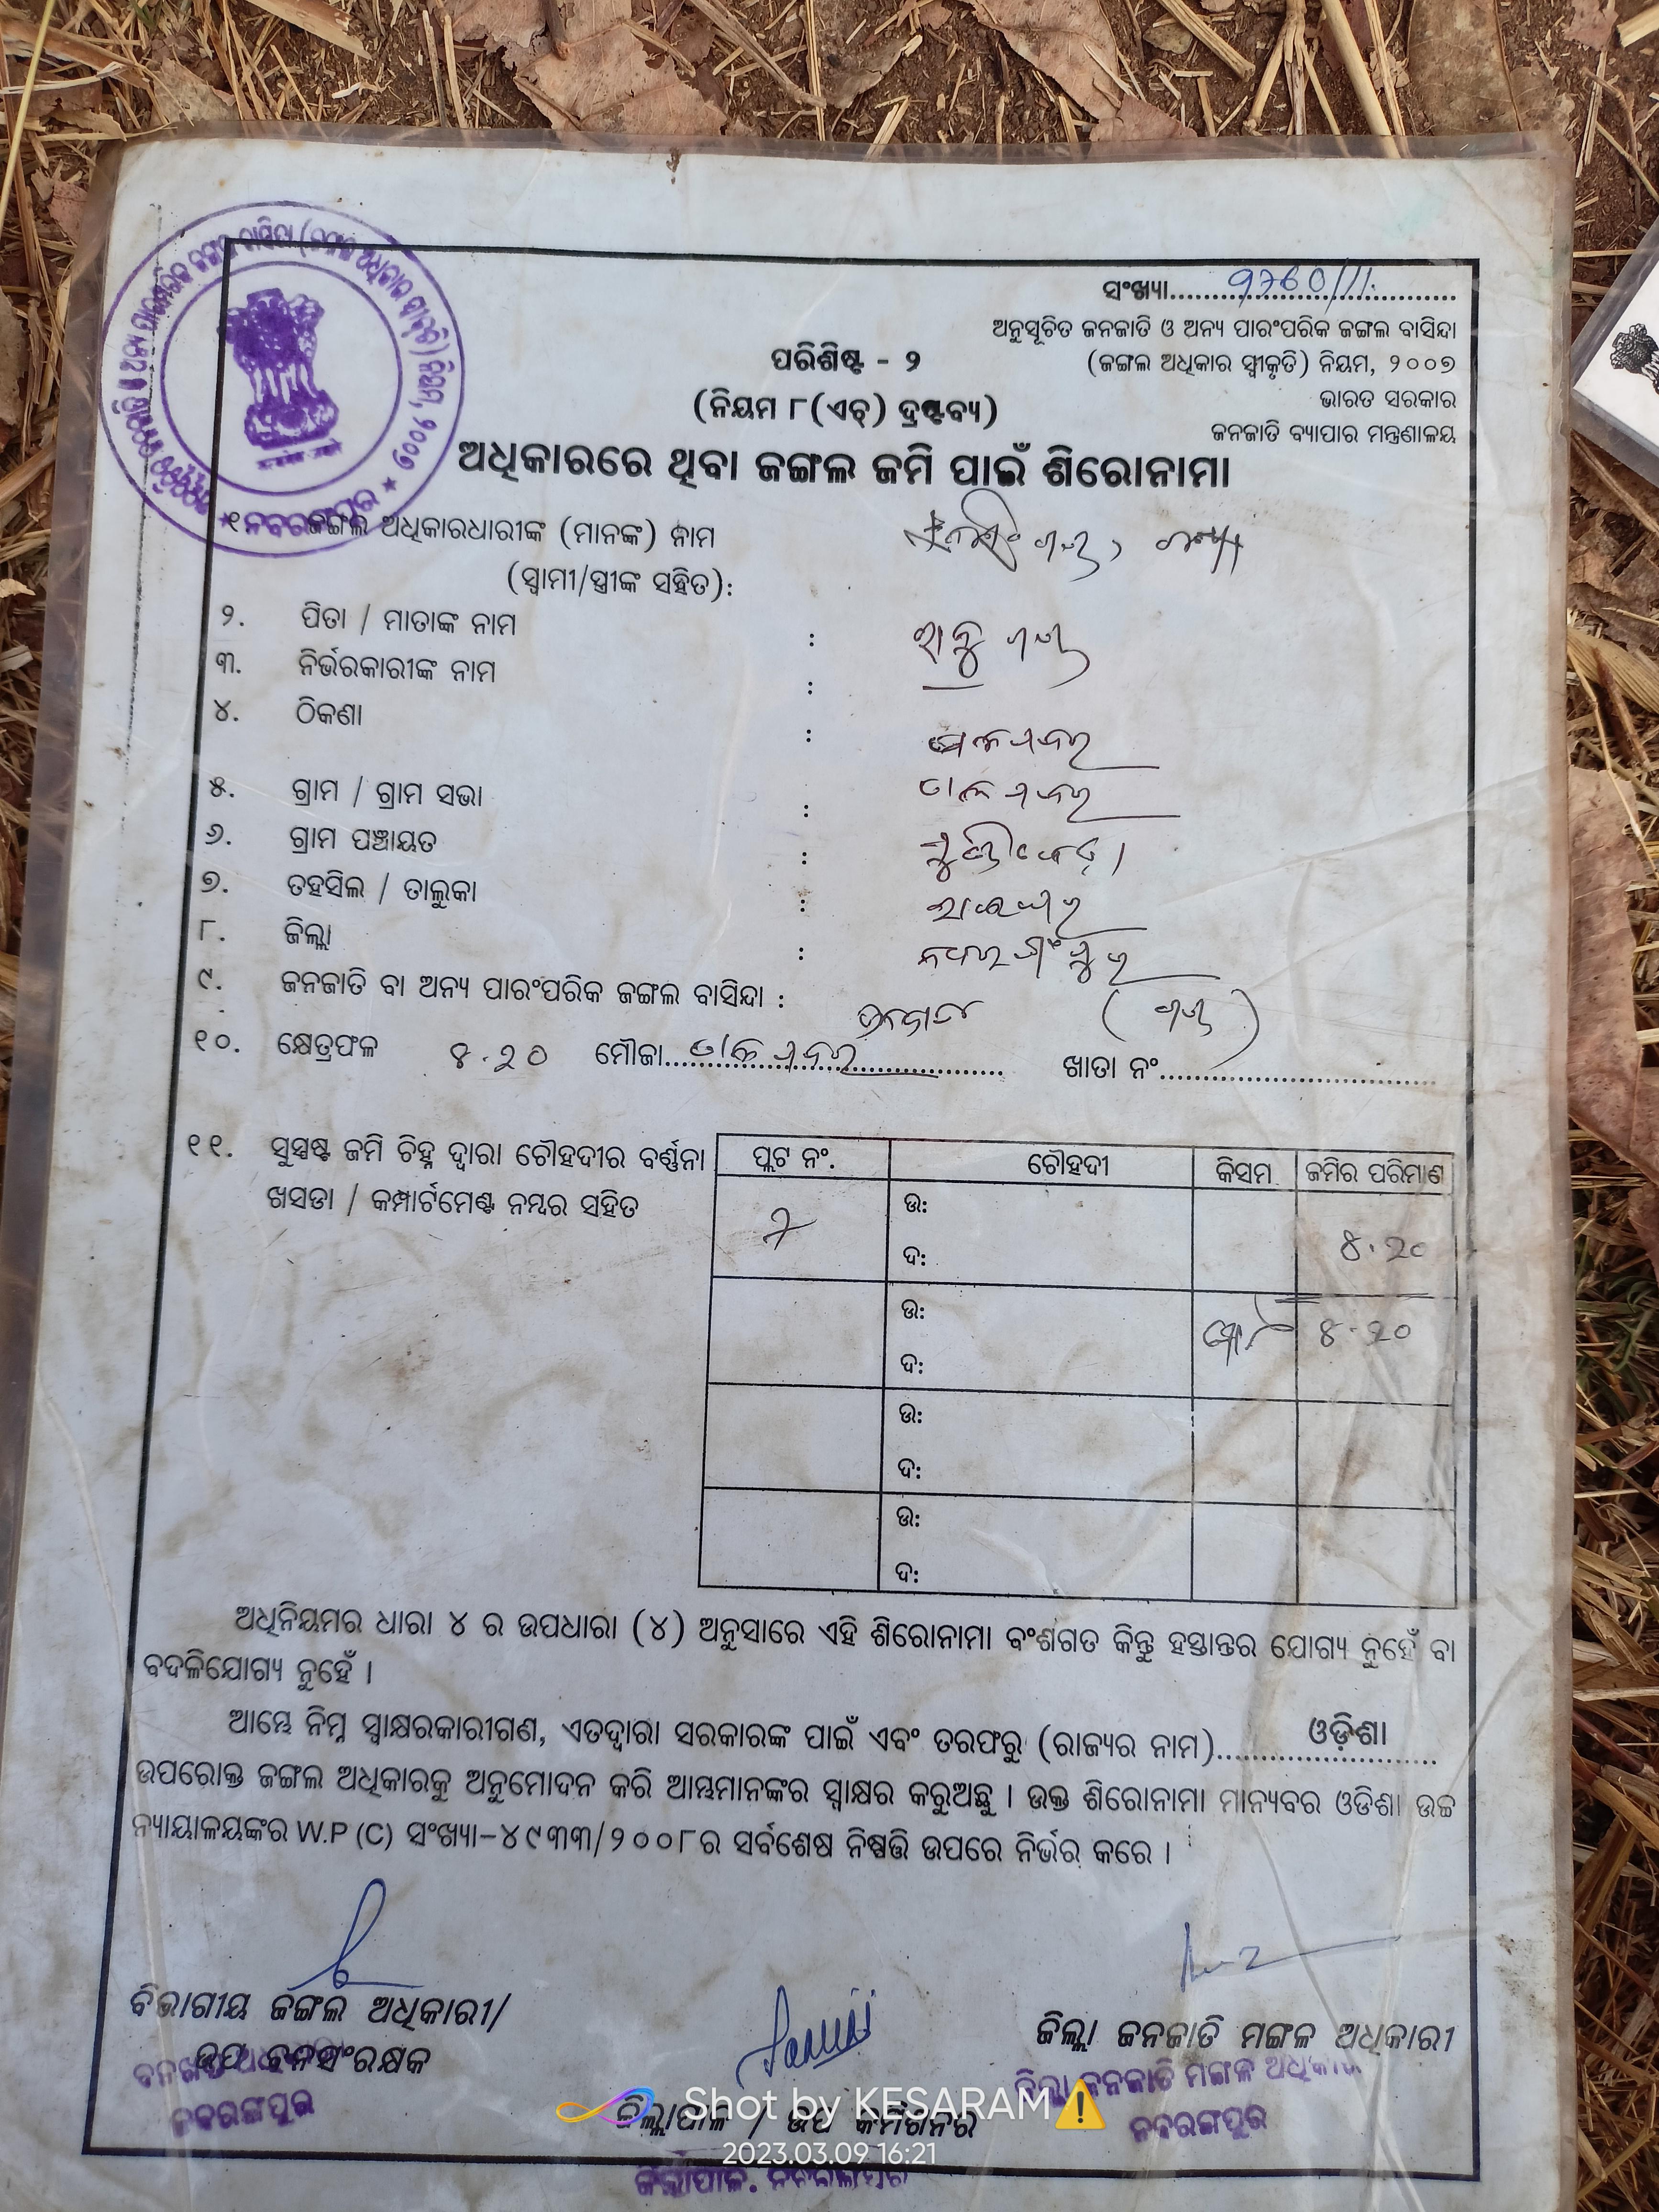 ସଂଖ୍ୟା
ଅନୁସୂଚିତ ଜନଜାତି ଓ ଅନ୍ୟ ପାରଂପରିକ ଜଙ୍ଗଲ ବାସିନ୍ଦା
(ଜଙ୍ଗଲ ଅଧିକାର ସ୍ୱୀକୃତି) ନିୟମ, ୨୦୦୭
ଭାରତ ସରକାର
ଜନଜାତି ବ୍ୟାପାର ମନ୍ତ୍ରଣାଳୟ
ପରିଶିଷ୍ଟ - ୨
(ନିୟମ ୮(ଏଚ୍) ଦ୍ରଷ୍ଟବ୍ୟ)
ଅଧିକାରରେ ଥିବା ଜଙ୍ଗଲ ଜମି ପାଇଁ ଶିରୋନାମା
୧ ଜଙ୍ଗଲ ଅଧିକାରଧାରୀଙ୍କ (ମାନଙ୍କ) ନାମ
(ସ୍ୱାମୀ/ସ୍ତ୍ରୀଙ୍କ ସହିତ):
୨. ପିତା / ମାତାଙ୍କ ନାମ :
୩. ନିର୍ଭରକାରୀଙ୍କ ନାମ :
୪. ଠିକଣା :
୫. ଗ୍ରାମ / ଗ୍ରାମ ସଭା :
୬. ଗ୍ରାମ ପଞ୍ଚାୟତ :
୭. ତହସିଲ / ତାଲୁକା :
୮. ଜିଲ୍ଲା : ନବରଂଗପୁର
୯. ଜନଜାତି ବା ଅନ୍ୟ ପାରଂପରିକ ଜଙ୍ଗଲ ବାସିନ୍ଦା :
୧୦. କ୍ଷେତ୍ରଫଳ ୫.୨୦ ମୌଜା ଖାତା ନଂ
୧୧. ସୁସ୍ପଷ୍ଟ ଜମି ଚିହ୍ନ ଦ୍ୱାରା ଚୌହଦୀର ବର୍ଣ୍ଣନା
ଖସଡା / କମ୍ପାର୍ଟମେଣ୍ଟ ନମ୍ବର ସହିତ
ପ୍ଲଟ ନଂ. ଚୌହଦୀ କିସମ ଜମିର ପରିମାଣ
ଉ:
ଦ: ୫.୨୦
ଉ:
ଦ: ୫.୨୦
ଉ:
ଦ:
ଉ:
ଦ:
ଅଧିନିୟମର ଧାରା ୪ ର ଉପଧାରା (୪) ଅନୁସାରେ ଏହି ଶିରୋନାମା ବଂଶଗତ କିନ୍ତୁ ହସ୍ତାନ୍ତର ଯୋଗ୍ୟ ନୁହେଁ ବା
ବଦଳିଯୋଗ୍ୟ ନୁହେଁ ।
ଆମ୍ଭେ ନିମ୍ନ ସ୍ୱାକ୍ଷରକାରୀଗଣ, ଏତଦ୍ୱାରା ସରକାରଙ୍କ ପାଇଁ ଏବଂ ତରଫରୁ (ରାଜ୍ୟର ନାମ) ଓଡ଼ିଶା
ଉପରୋକ୍ତ ଜଙ୍ଗଲ ଅଧିକାରକୁ ଅନୁମୋଦନ କରି ଆମ୍ଭମାନଙ୍କର ସ୍ୱାକ୍ଷର କରୁଅଛୁ । ଉକ୍ତ ଶିରୋନାମା ମାନ୍ୟବର ଓଡିଶା ଉଚ୍ଚ
ନ୍ୟାୟାଳୟଙ୍କର W.P (C) ସଂଖ୍ୟା-୪୯୩୩/୨୦୦୮ର ସର୍ବଶେଷ ନିଷ୍ପତ୍ତି ଉପରେ ନିର୍ଭର କରେ ।
ବିଭାଗୀୟ ଜଙ୍ଗଲ ଅଧିକାରୀ/
ଉପ ବନସଂରକ୍ଷକ
ନବରଙ୍ଗପୁର
ଜିଲ୍ଲା ଜନଜାତି ମଙ୍ଗଳ ଅଧିକାରୀ
ଜିଲ୍ଲା ଜନଜାତି ମଙ୍ଗଳ ଅଧିକାରୀ
ନବରଙ୍ଗପୁର
ଜିଲ୍ଲାପାଳ / ଉପ କମିଶନର
ଜିଲ୍ଲାପାଳ, ନବରଙ୍ଗପୁର
Shot by KESARAM
2023.03.09 16:21